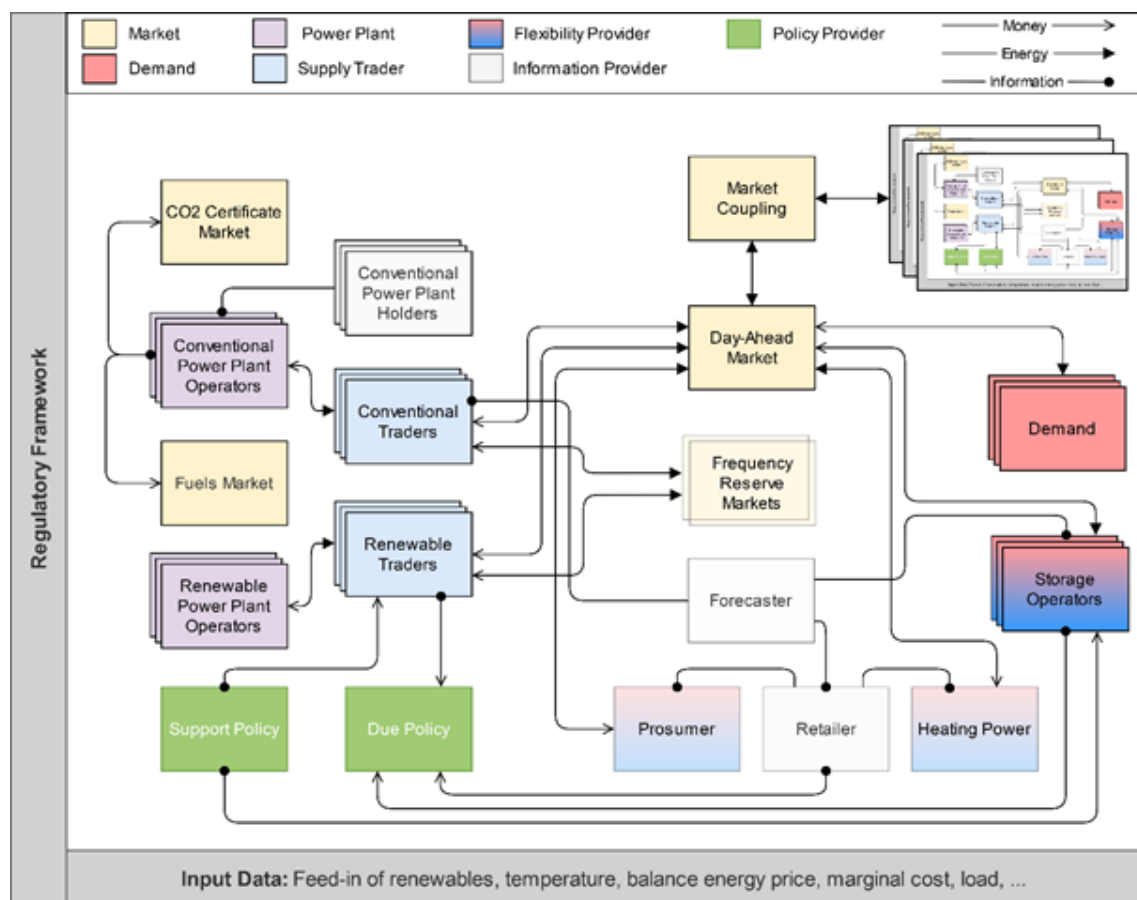 Market
Power Plant
Flexibility Provider
Policy Provider
Money
Energy
Demand
Supply Trader
Information Provider
Information
Regulatory Framework
CO2 Certificate
Market
Market
Coupling
Conventional
Power Plant
Holders
Conventional
Power Plant
Operators
Day-Ahead
Market
Conventional
Traders
Demand
Fuels Market
Frequency
Reserve
Markets
Renewable
Traders
Renewable
Power Plant
Operators
Forecaster
Storage
Operators
Support Policy
Due Policy
Prosumer
Retailer
Heating Power
Input Data: Feed-in of renewables, temperature, balance energy price, marginal cost, load, ...